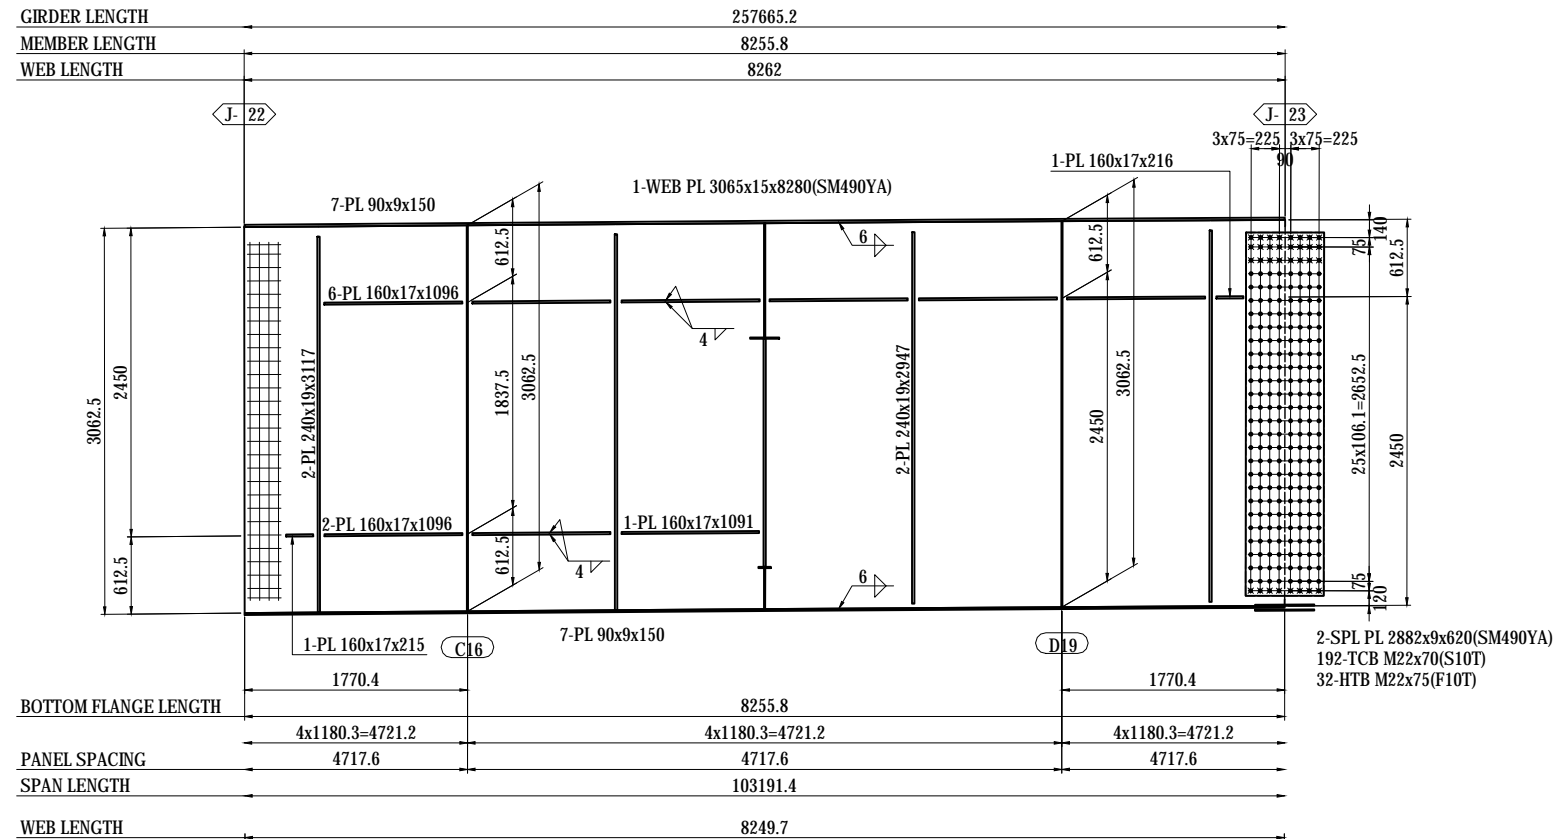 GIRDER LENGTH 257665.2
MEMBER LENGTH 8255.8
WEB LENGTH 8262
J- 22
J- 23
3x75=225 3x75=225
90
1-PL 160x17x216
1-WEB PL 3065x15x8280(SM490YA)
7-PL 90x9x150
6
612.5
612.5
140
75
612.5
6-PL 160x17x1096
4
3062.5
2450
2-PL 240x19x3117
1837.5
3062.5
2-PL 240x19x2947
2450
3062.5
25x106.1=2652.5
2450
2-PL 160x17x1096
1-PL 160x17x1091
612.5
612.5
4
6
75
120
7-PL 90x9x150
1-PL 160x17x215
C16
D19
2-SPL PL 2882x9x620(SM490YA)
192-TCB M22x70(S10T)
32-HTB M22x75(F10T)
1770.4
1770.4
BOTTOM FLANGE LENGTH 8255.8
4x1180.3=4721.2 4x1180.3=4721.2 4x1180.3=4721.2
PANEL SPACING 4717.6 4717.6 4717.6
SPAN LENGTH 103191.4
WEB LENGTH 8249.7